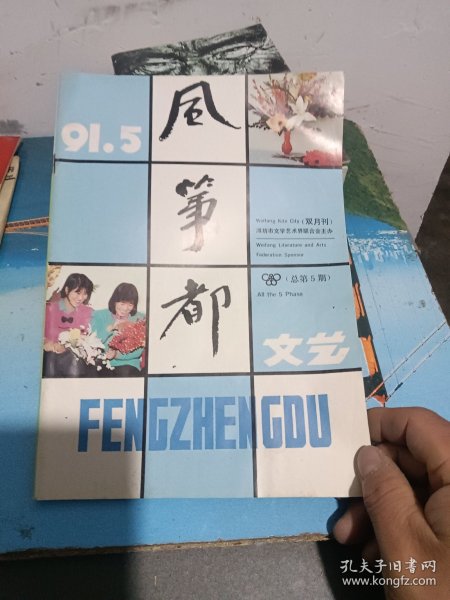 91.5
风筝都
Weifang Kite City (双月刊)
潍坊市文学艺术界联合会主办
Weifang Literature and Arts
Federation Sponsor
(总第5期)
All the 5 Phase
文艺
FENGZHENGDU
孔夫子旧书网
www.kongfz.com